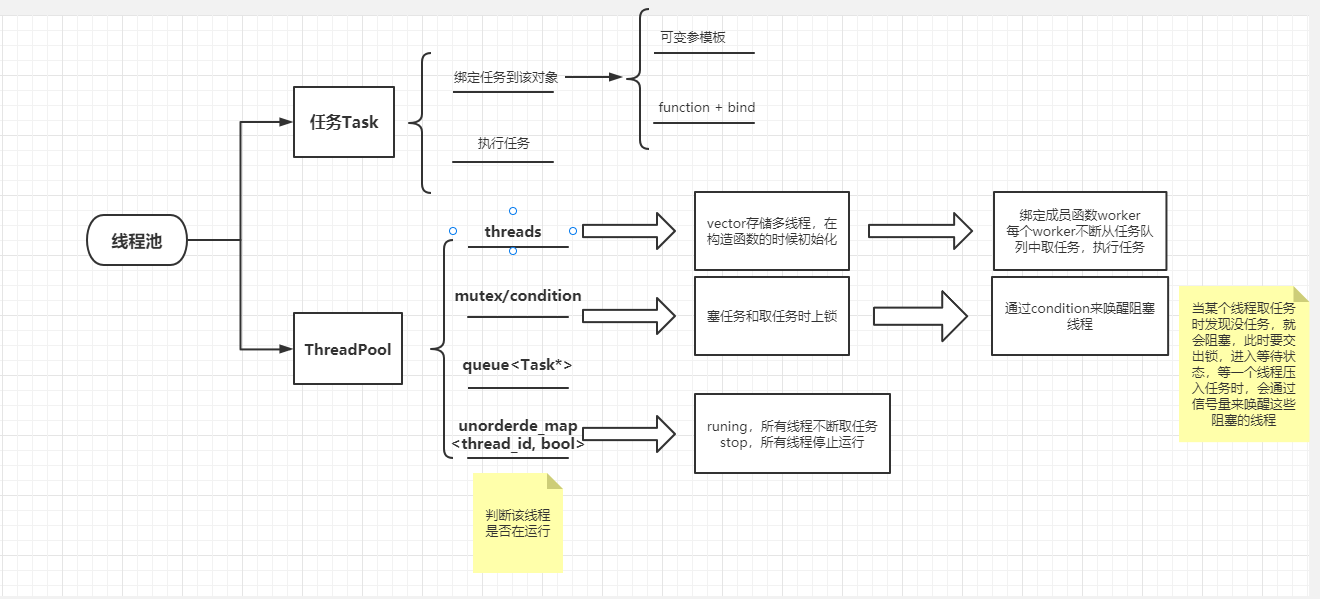 线程池
任务Task
绑定任务到该对象
可变参模板
function + bind
执行任务
ThreadPool
threads
vector存储多线程，在
构造函数的时候初始化
绑定成员函数worker
每个worker不断从任务队
列中取任务，执行任务
mutex/condition
塞任务和取任务时上锁
通过condition来唤醒阻塞
线程
当某个线程取任务
时发现没任务，就
会阻塞，此时要交
出锁，进入等待状
态，等一个线程压
入任务时，会通过
信号量来唤醒这些
阻塞的线程
queue<Task*>
unorderde_map
<thread_id, bool>
runing，所有线程不断取任务
stop，所有线程停止运行
判断该线程
是否在运行